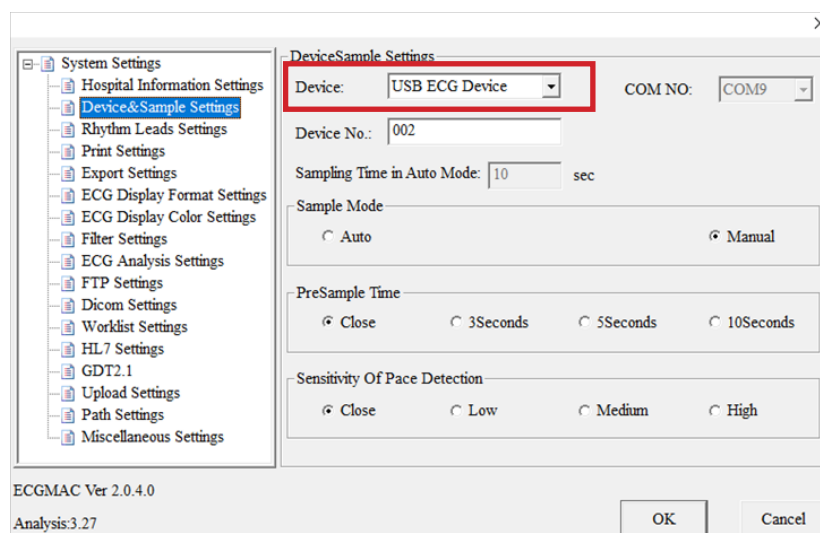 System Settings
Hospital Information Settings
Device&Sample Settings
Rhythm Leads Settings
Print Settings
Export Settings
ECG Display Format Settings
ECG Display Color Settings
Filter Settings
ECG Analysis Settings
FTP Settings
Dicom Settings
Worklist Settings
HL7 Settings
GDT2.1
Upload Settings
Path Settings
Miscellaneous Settings
DeviceSample Settings
Device: USB ECG Device COM NO: COM9
Device No.: 002
Sampling Time in Auto Mode: 10 sec
Sample Mode
Auto Manual
PreSample Time
Close 3Seconds 5Seconds 10Seconds
Sensitivity Of Pace Detection
Close Low Medium High
ECGMAC Ver 2.0.4.0
Analysis:3.27
OK Cancel